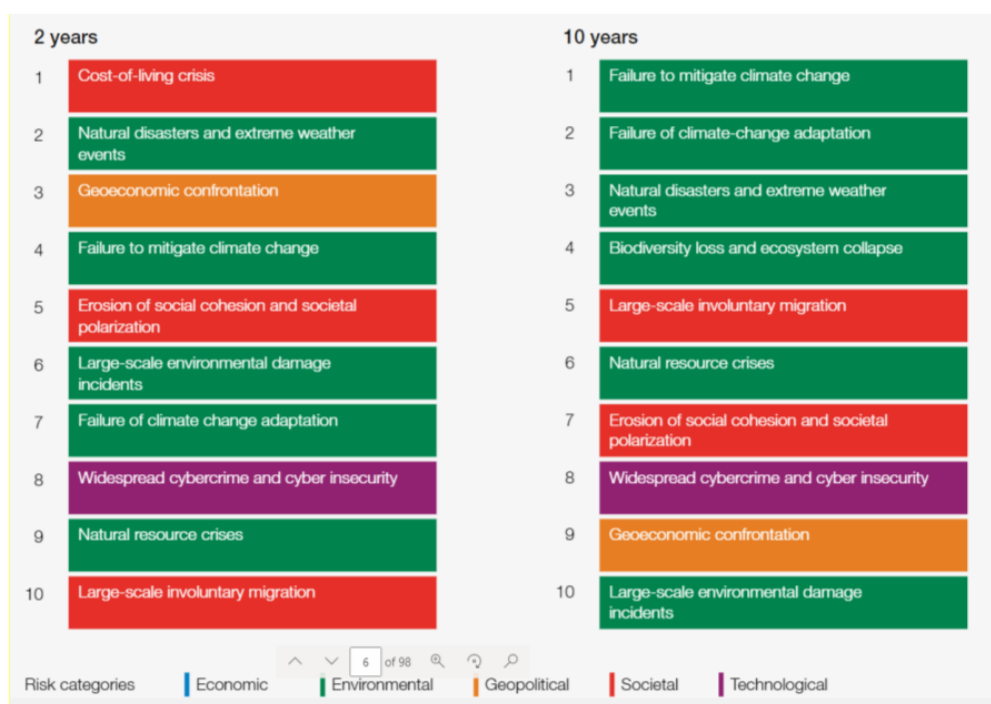 2 years
1
Cost-of-living crisis
2
Natural disasters and extreme weather
events
3
Geoeconomic confrontation
4
Failure to mitigate climate change
5
Erosion of social cohesion and societal
polarization
6
Large-scale environmental damage
incidents
7
Failure of climate change adaptation
8
Widespread cybercrime and cyber insecurity
9
Natural resource crises
10
Large-scale involuntary migration
10 years
1
Failure to mitigate climate change
2
Failure of climate-change adaptation
3
Natural disasters and extreme weather
events
4
Biodiversity loss and ecosystem collapse
5
Large-scale involuntary migration
6
Natural resource crises
7
Erosion of social cohesion and societal
polarization
8
Widespread cybercrime and cyber insecurity
9
Geoeconomic confrontation
10
Large-scale environmental damage
incidents
6 of 98
Risk categories Economic Environmental Geopolitical Societal Technological